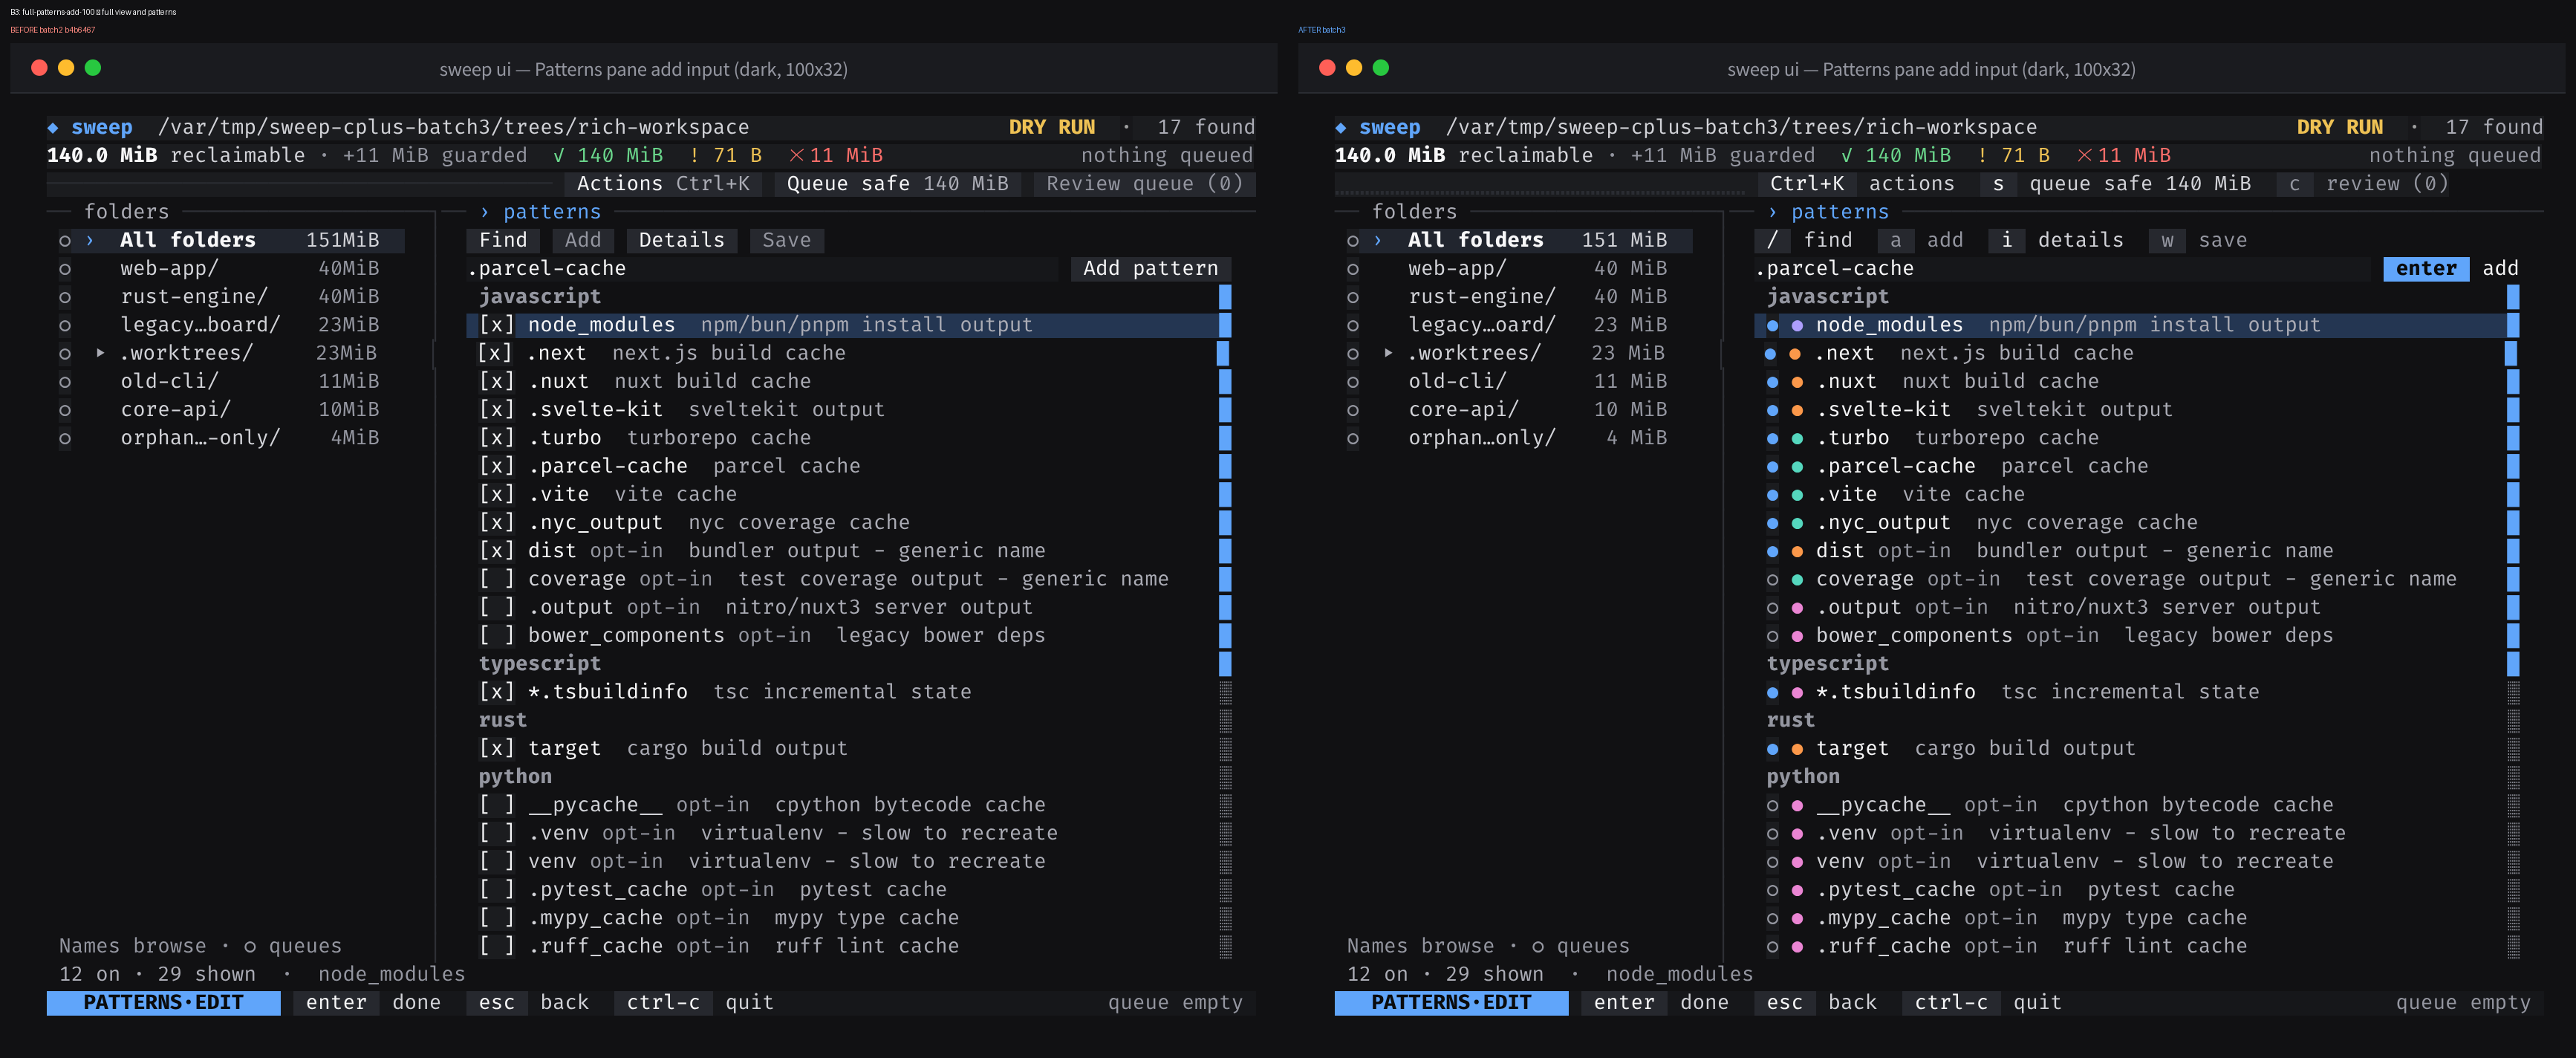 B3: full-patterns-add-100 full view and patterns
BEFORE batch2 b4b6467
sweep ui — Patterns pane add input (dark, 100x32)
◆ sweep /var/tmp/sweep-cplus-batch3/trees/rich-workspace DRY RUN · 17 found
140.0 MiB reclaimable · +11 MiB guarded √ 140 MiB ! 71 B ×11 MiB nothing queued
Actions Ctrl+K Queue safe 140 MiB Review queue (0)
folders
○ › All folders 151MiB
○ web-app/ 40MiB
○ rust-engine/ 40MiB
○ legacy…board/ 23MiB
○ ▸ .worktrees/ 23MiB
○ old-cli/ 11MiB
○ core-api/ 10MiB
○ orphan…-only/ 4MiB
Names browse · ○ queues
› patterns
Find Add Details Save
.parcel-cache Add pattern
javascript
[x] node_modules npm/bun/pnpm install output
[x] .next next.js build cache
[x] .nuxt nuxt build cache
[x] .svelte-kit sveltekit output
[x] .turbo turborepo cache
[x] .parcel-cache parcel cache
[x] .vite vite cache
[x] .nyc_output nyc coverage cache
[x] dist opt-in bundler output - generic name
[ ] coverage opt-in test coverage output - generic name
[ ] .output opt-in nitro/nuxt3 server output
[ ] bower_components opt-in legacy bower deps
typescript
[x] *.tsbuildinfo tsc incremental state
rust
[x] target cargo build output
python
[ ] __pycache__ opt-in cpython bytecode cache
[ ] .venv opt-in virtualenv - slow to recreate
[ ] venv opt-in virtualenv - slow to recreate
[ ] .pytest_cache opt-in pytest cache
[ ] .mypy_cache opt-in mypy type cache
[ ] .ruff_cache opt-in ruff lint cache
12 on · 29 shown · node_modules
PATTERNS·EDIT enter done esc back ctrl-c quit queue empty
AFTER batch3
sweep ui — Patterns pane add input (dark, 100x32)
◆ sweep /var/tmp/sweep-cplus-batch3/trees/rich-workspace DRY RUN · 17 found
140.0 MiB reclaimable · +11 MiB guarded √ 140 MiB ! 71 B ×11 MiB nothing queued
Ctrl+K actions s queue safe 140 MiB c review (0)
folders
○ › All folders 151 MiB
○ web-app/ 40 MiB
○ rust-engine/ 40 MiB
○ legacy…oard/ 23 MiB
○ ▸ .worktrees/ 23 MiB
○ old-cli/ 11 MiB
○ core-api/ 10 MiB
○ orphan…only/ 4 MiB
Names browse · ○ queues
› patterns
/ find a add i details w save
.parcel-cache enter add
javascript
● ● node_modules npm/bun/pnpm install output
● ● .next next.js build cache
● ● .nuxt nuxt build cache
● ● .svelte-kit sveltekit output
● ● .turbo turborepo cache
● ● .parcel-cache parcel cache
● ● .vite vite cache
● ● .nyc_output nyc coverage cache
● ● dist opt-in bundler output - generic name
○ ● coverage opt-in test coverage output - generic name
○ ● .output opt-in nitro/nuxt3 server output
○ ● bower_components opt-in legacy bower deps
typescript
● ● *.tsbuildinfo tsc incremental state
rust
● ● target cargo build output
python
○ ● __pycache__ opt-in cpython bytecode cache
○ ● .venv opt-in virtualenv - slow to recreate
○ ● venv opt-in virtualenv - slow to recreate
○ ● .pytest_cache opt-in pytest cache
○ ● .mypy_cache opt-in mypy type cache
○ ● .ruff_cache opt-in ruff lint cache
12 on · 29 shown · node_modules
PATTERNS·EDIT enter done esc back ctrl-c quit queue empty